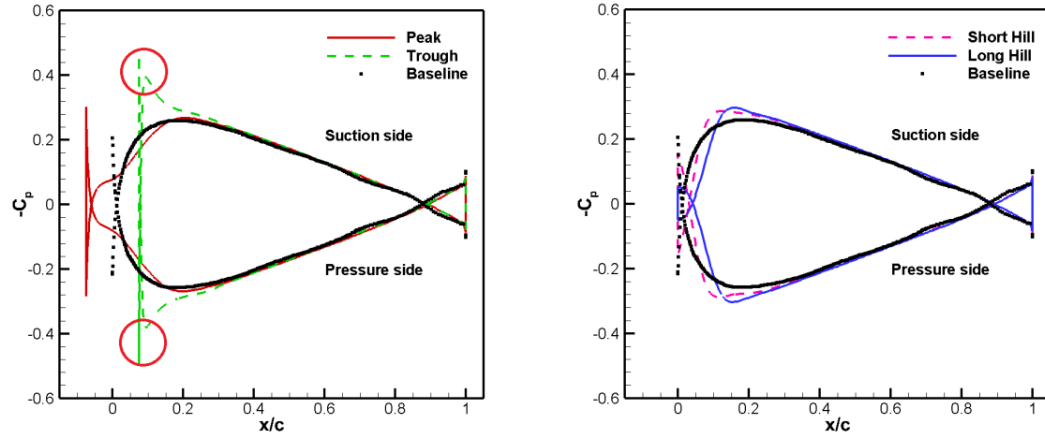 0.6
Peak
Trough
Baseline
0.4
0.2
Suction side
-Cp
0
-0.2
Pressure side
-0.4
-0.6
0 0.2 0.4 0.6 0.8 1
x/c
0.6
Short Hill
Long Hill
Baseline
0.4
0.2
Suction side
-Cp
0
-0.2
Pressure side
-0.4
-0.6
0 0.2 0.4 0.6 0.8 1
x/c